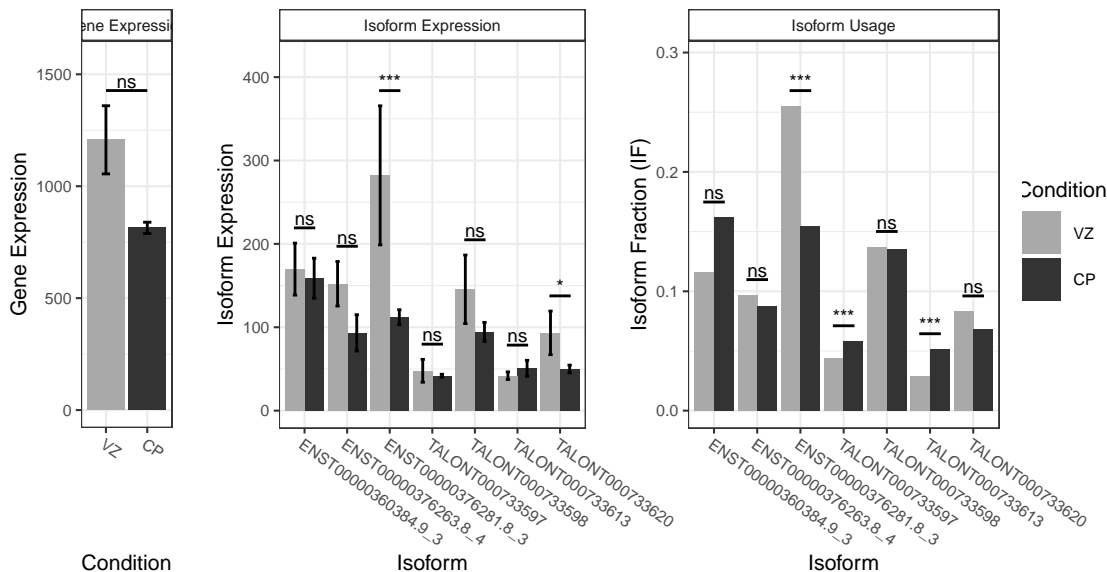 ene Expressio
Gene Expression
1500
1000
500
0
ns
VZ
CP
Condition
Isoform Expression
Isoform Expression
400
300
200
100
0
ns
ns
***
ns
ns
ns
*
ENST00000360384.9_3
ENST00000376263.8_4
ENST00000376281.8_3
TALONT000733597
TALONT000733598
TALONT000733613
TALONT000733620
Isoform
Isoform Usage
Isoform Fraction (IF)
0.3
0.2
0.1
0.0
ns
ns
***
***
ns
***
ns
ENST00000360384.9_3
ENST00000376263.8_4
ENST00000376281.8_3
TALONT000733597
TALONT000733598
TALONT000733613
TALONT000733620
Isoform
Condition
VZ
CP